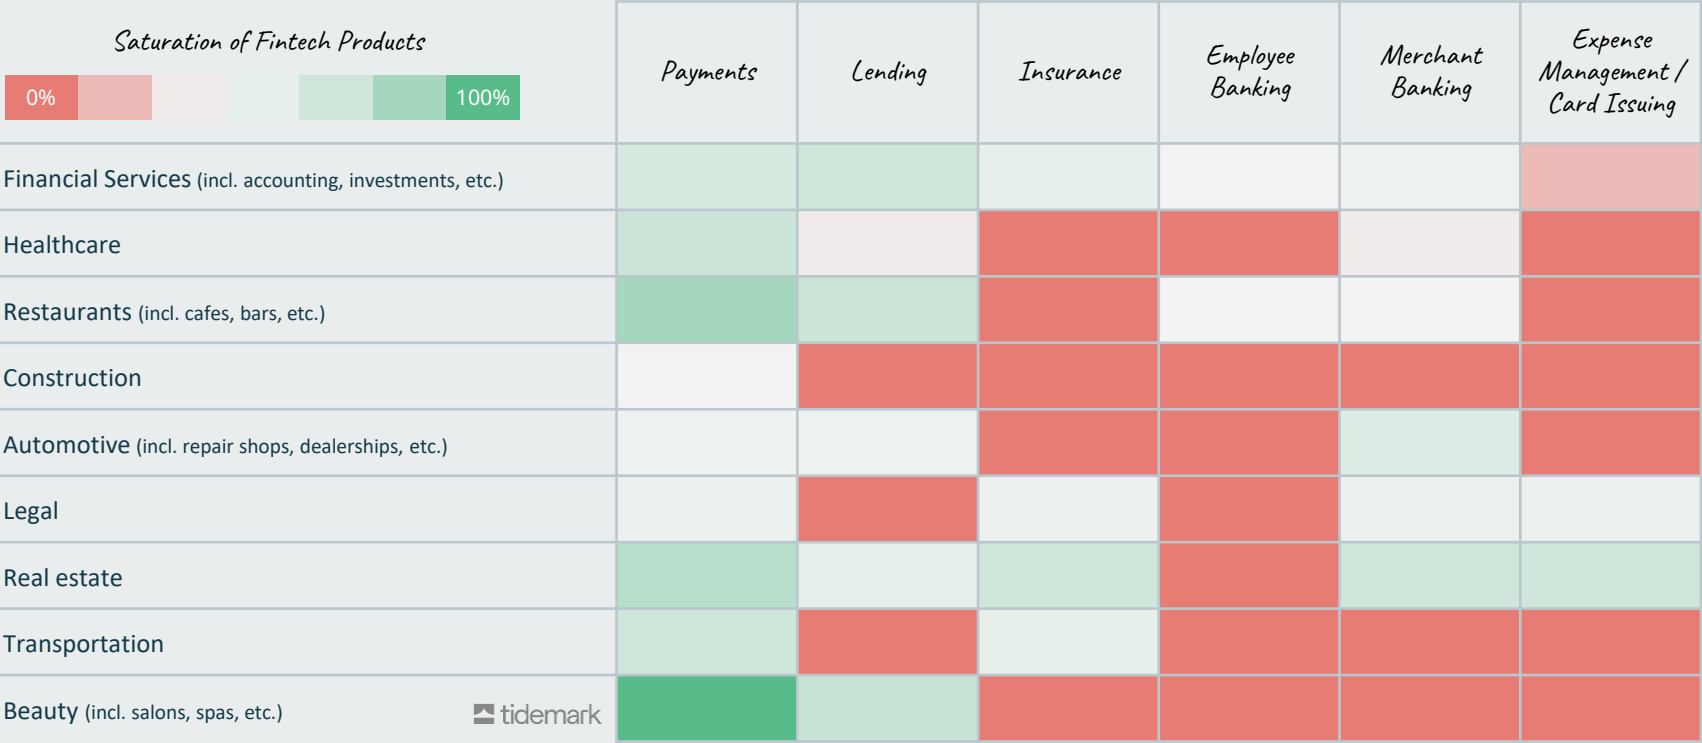 Saturation of Fintech Products
0%
100%
Payments
Lending
Insurance
Employee
Banking
Merchant
Banking
Expense
Management /
Card Issuing
Financial Services (incl. accounting, investments, etc.)
Healthcare
Restaurants (incl. cafes, bars, etc.)
Construction
Automotive (incl. repair shops, dealerships, etc.)
Legal
Real estate
Transportation
Beauty (incl. salons, spas, etc.)
tidemark